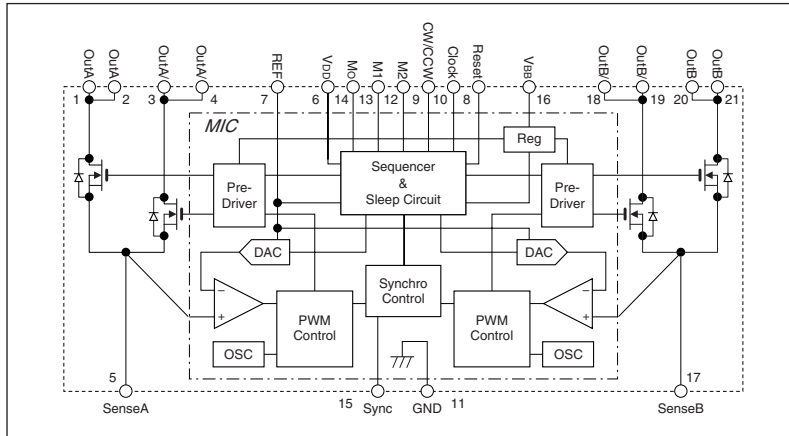 OutA OutA OutA/ OutA/ REF VDD MO M1 M2 CW/CCW Clock Reset VBB OutB/ OutB/ OutB OutB
1 2 3 4 7 6 14 13 12 9 10 8 16 18 19 20 21
MIC
Reg
Pre-
Driver
Sequencer
&
Sleep Circuit
Pre-
Driver
DAC
DAC
Synchro
Control
−
+
−
+
PWM
Control
PWM
Control
OSC
OSC
5
17
SenseA
15 Sync
GND 11
SenseB